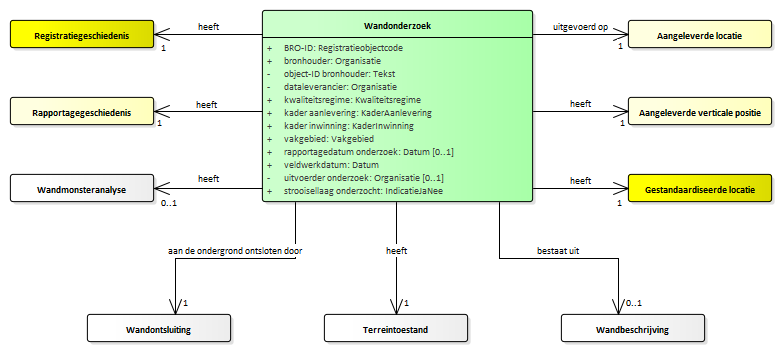 Wandonderzoek
+ BRO-ID: Registratieobjectcode
+ bronhouder: Organisatie
- object-ID bronhouder: Tekst
- dataleverancier: Organisatie
+ kwaliteitsregime: Kwaliteitsregime
+ kader aanlevering: KaderAanlevering
+ kader inwinning: KaderInwinning
+ vakgebied: Vakgebied
+ rapportagedatum onderzoek: Datum [0..1]
+ veldwerkdatum: Datum
- uitvoerder onderzoek: Organisatie [0..1]
+ strooisellaag onderzocht: IndicatieJaNee
Registratiegeschiedenis
heeft
1
Rapportagegeschiedenis
heeft
1
Wandmonsteranalyse
heeft
0..1
uitgevoerd op
Aangeleverde locatie
1
heeft
Aangeleverde verticale positie
1
heeft
Gestandaardiseerde locatie
1
aan de ondergrond ontsloten door
1
Wandontsluiting
heeft
1
Terreintoestand
bestaat uit
0..1
Wandbeschrijving